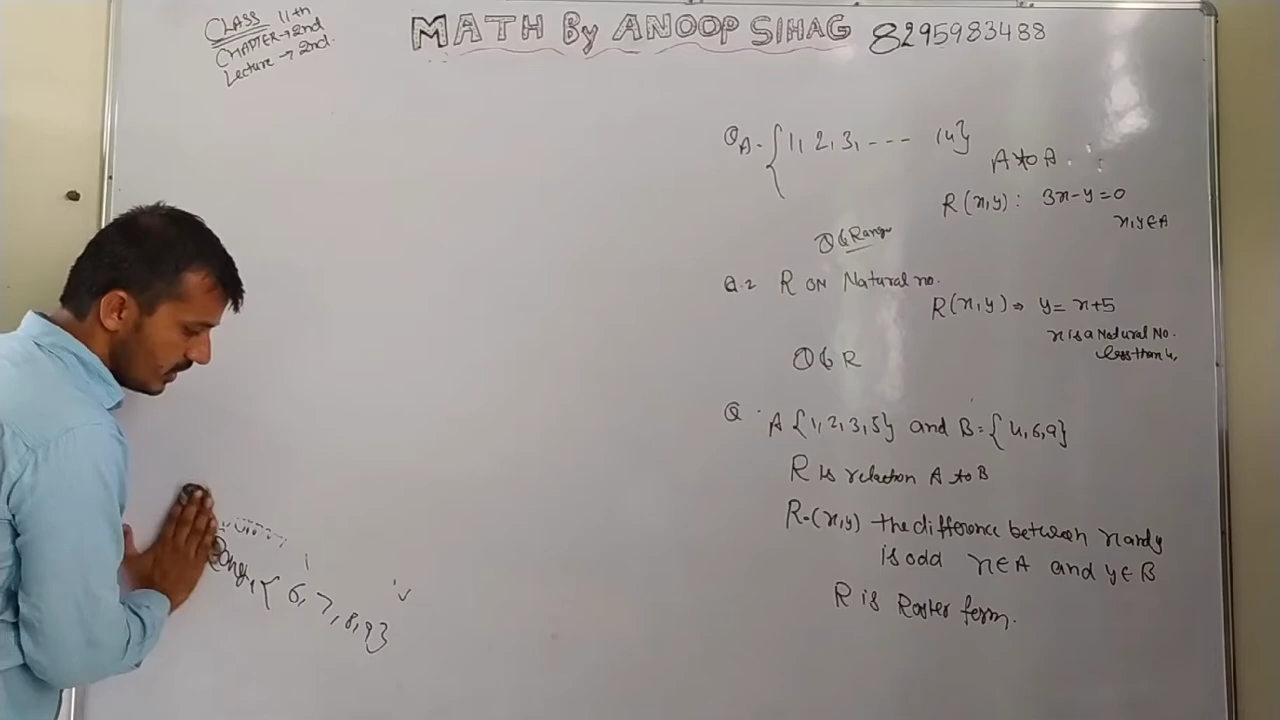 CLASS 11th
CHAPTER → 2nd
Lecture → 2nd.
MATH By ANOOP SIHAG 8295983488
Q A = {1, 2, 3, --- 14}
A to A.
R (x,y) : 3x-y=0
x,y ∈ A
D & Range
Q.2 R ON Natural no.
R(x,y) ⇒ y = x+5
x is a Natural No.
less than 4,
D & R
Q. A {1,2,3,5} and B = {4,6,9}
R is relation A to B
R = (x,y) the difference between x and y
is odd x ∈ A and y ∈ B
R is Roster form.
Range { 6, 7, 8, 9}